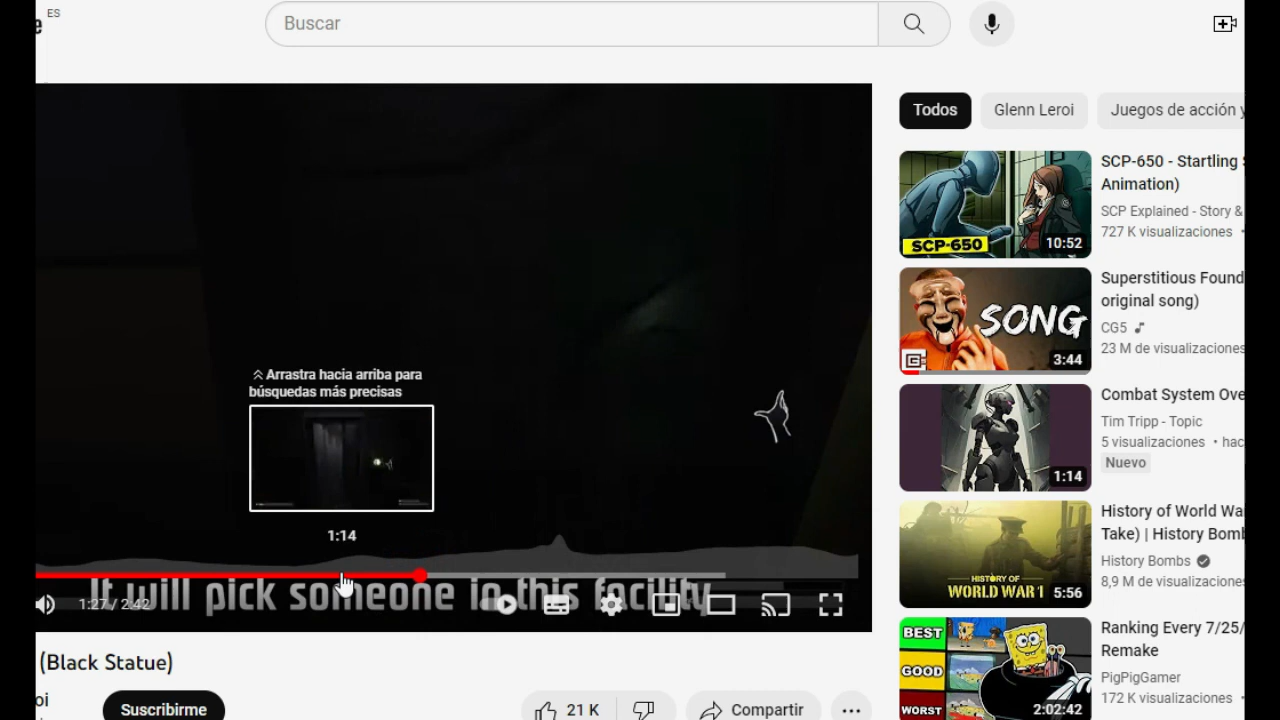 ES
e
Buscar
Todos
Glenn Leroi
Juegos de acción y
Arrastra hacia arriba para
búsquedas más precisas
1:14
It will pick someone in this facility
1:27 / 2:42
(Black Statue)
oi
Suscribirme
21 K
Compartir
SCP-650
10:52
SCP-650 - Startling S
Animation)
SCP Explained - Story &
727 K visualizaciones •
SONG
3:44
Superstitious Found
original song)
CG5
23 M de visualizaciones
1:14
Combat System Ove
Tim Tripp - Topic
5 visualizaciones • hac
Nuevo
HISTORY OF
WORLD WAR 1
5:56
History of World War
Take) | History Bomb
History Bombs
8,9 M de visualizaciones
BEST
GOOD
WORST
2:02:42
Ranking Every 7/25/
Remake
PigPigGamer
172 K visualizaciones •